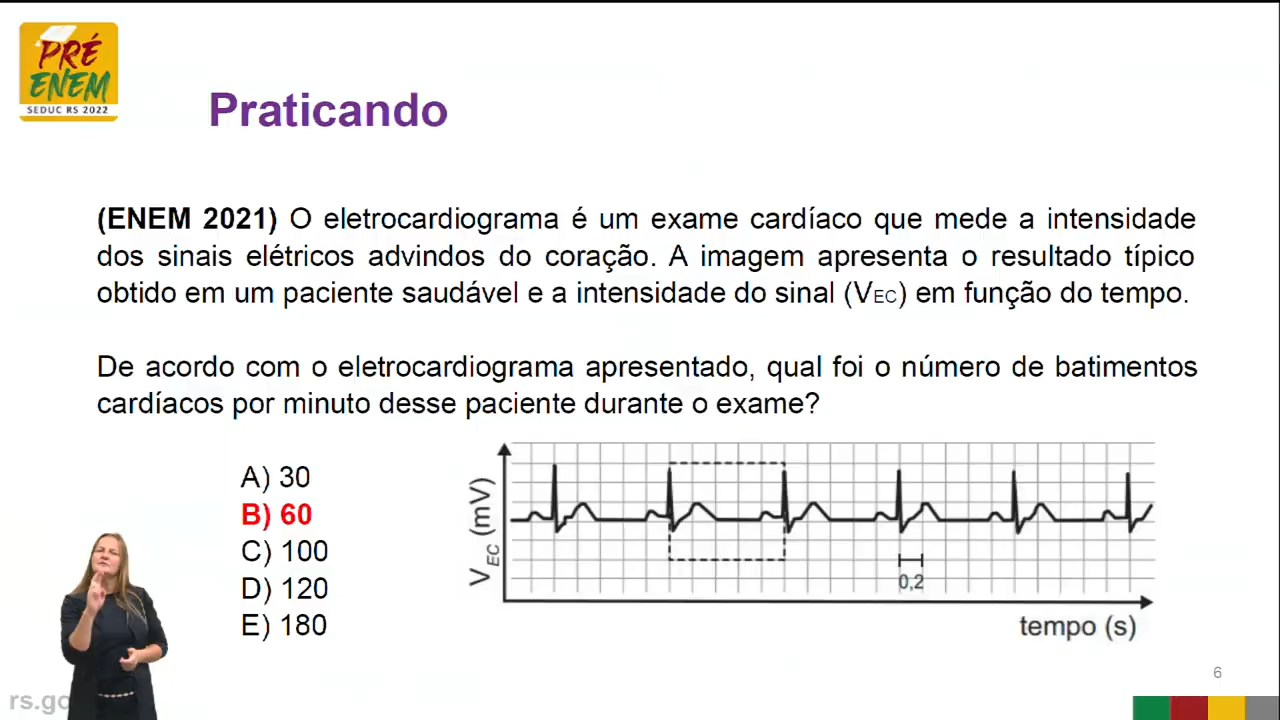 PRÉ
ENEM
SEDUC RS 2022
Praticando
(ENEM 2021) O eletrocardiograma é um exame cardíaco que mede a intensidade
dos sinais elétricos advindos do coração. A imagem apresenta o resultado típico
obtido em um paciente saudável e a intensidade do sinal (VEC) em função do tempo.
De acordo com o eletrocardiograma apresentado, qual foi o número de batimentos
cardíacos por minuto desse paciente durante o exame?
A) 30
B) 60
C) 100
D) 120
E) 180
VEC (mV)
0,2
tempo (s)
6
rs.go